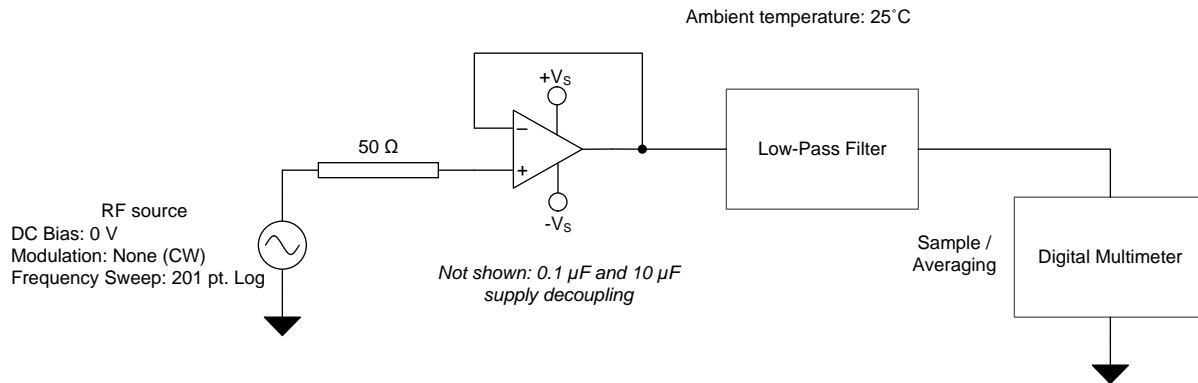 Ambient temperature: 25˚C
+VS
50 Ω
−
+
Low-Pass Filter
-VS
RF source
DC Bias: 0 V
Modulation: None (CW)
Frequency Sweep: 201 pt. Log
Not shown: 0.1 µF and 10 µF
supply decoupling
Sample /
Averaging
Digital Multimeter